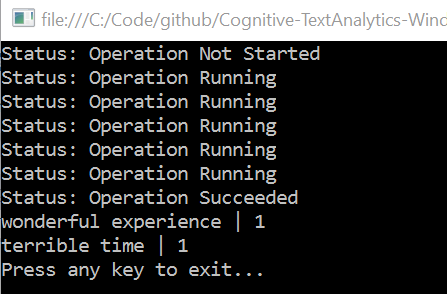 file:///C:/Code/github/Cognitive-TextAnalytics-Winc
Status: Operation Not Started
Status: Operation Running
Status: Operation Running
Status: Operation Running
Status: Operation Running
Status: Operation Running
Status: Operation Succeeded
wonderful experience | 1
terrible time | 1
Press any key to exit...